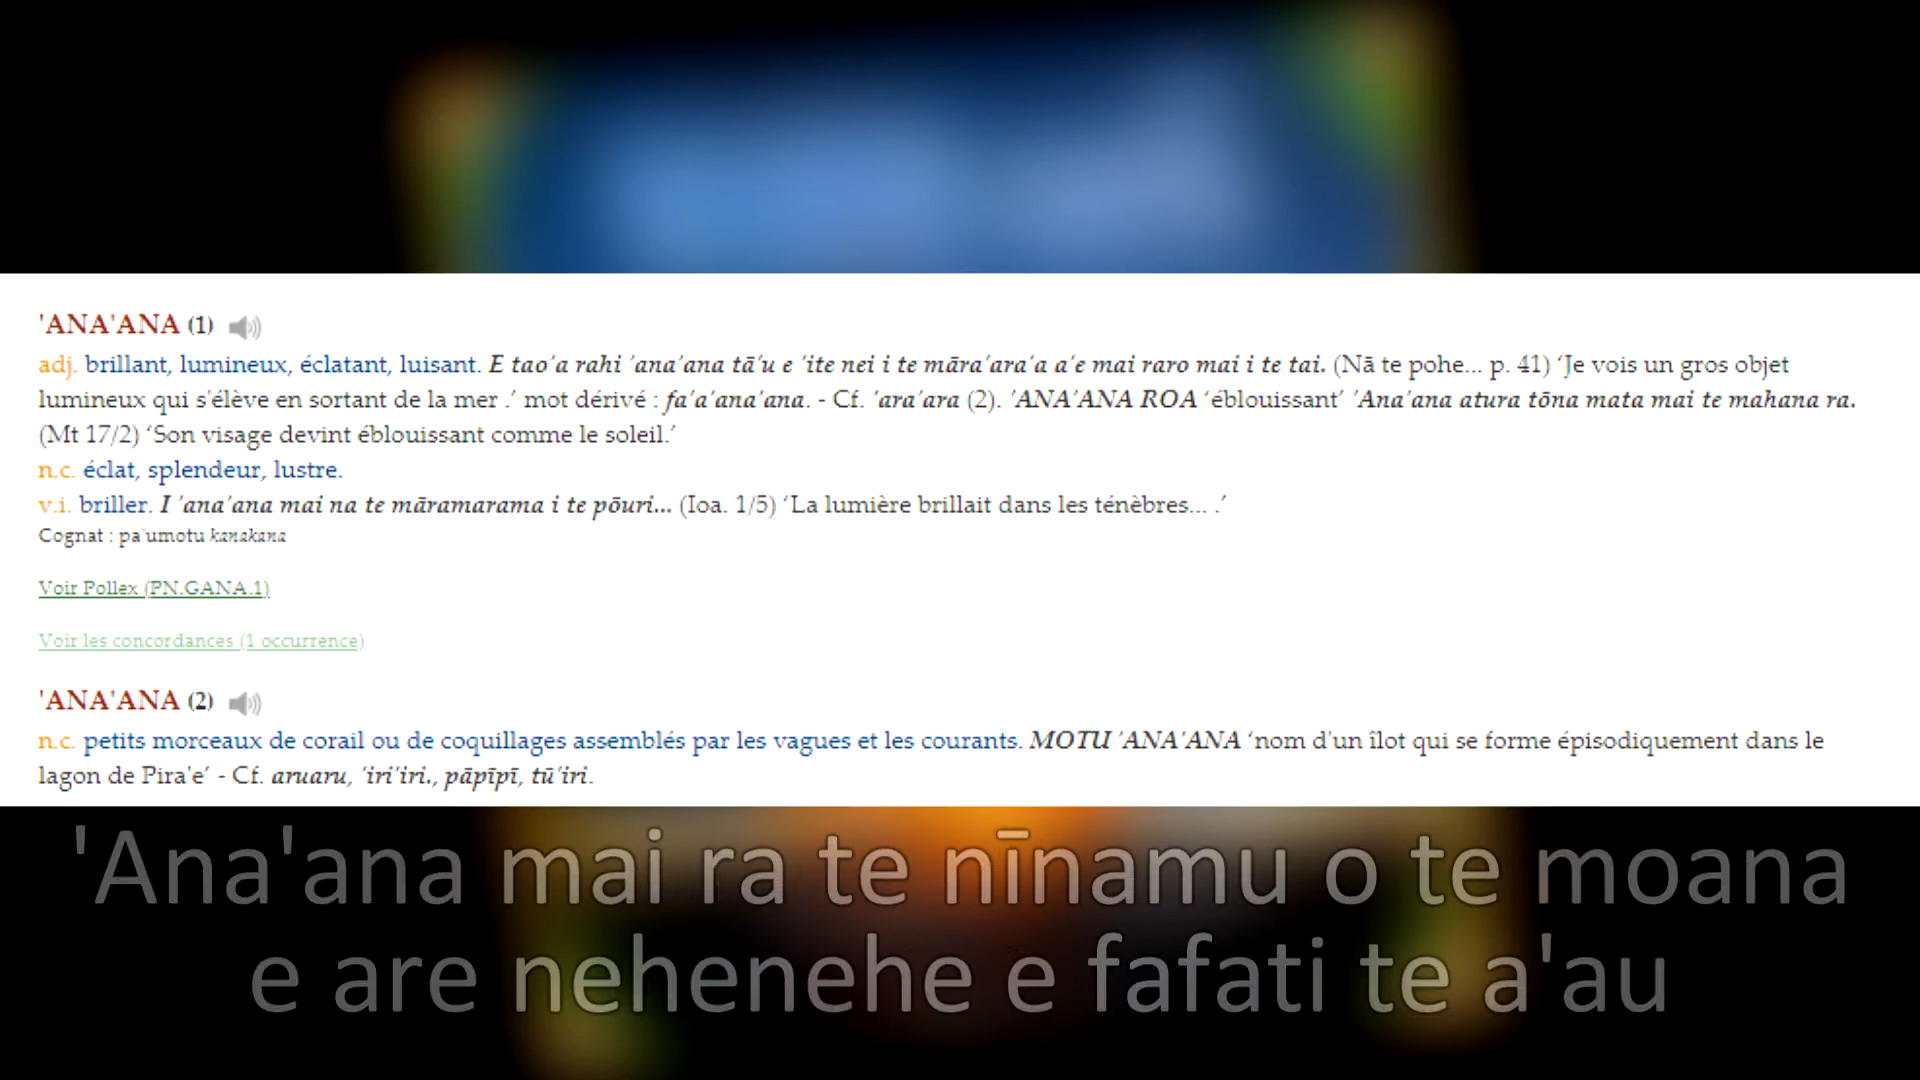 'ANA'ANA (1)
adj. brillant, lumineux, éclatant, luisant. E tao'a rahi 'ana'ana tā'u e 'ite nei i te māra'ara'a a'e mai raro mai i te tai. (Nā te pohe... p. 41) 'Je vois un gros objet
lumineux qui s'élève en sortant de la mer .' mot dérivé : fa'a'ana'ana. - Cf. 'ara'ara (2). 'ANA'ANA ROA 'éblouissant' 'Ana'ana atura tōna mata mai te mahana ra.
(Mt 17/2) 'Son visage devint éblouissant comme le soleil.'
n.c. éclat, splendeur, lustre.
v.i. briller. I 'ana'ana mai na te māramarama i te pōuri... (Ioa. 1/5) 'La lumière brillait dans les ténèbres... .'
Cognat : pa'umotu kanakana
Voir Pollex (PN.GANA.1)
Voir les concordances (1 occurrence)
'ANA'ANA (2)
n.c. petits morceaux de corail ou de coquillages assemblés par les vagues et les courants. MOTU 'ANA'ANA 'nom d'un îlot qui se forme épisodiquement dans le
lagon de Pira'e' - Cf. aruaru, 'iri'iri., pāpīpī, tū'iri.
'Ana'ana mai ra te nīnamu o te moana
e are nehenehe e fafati te a'au